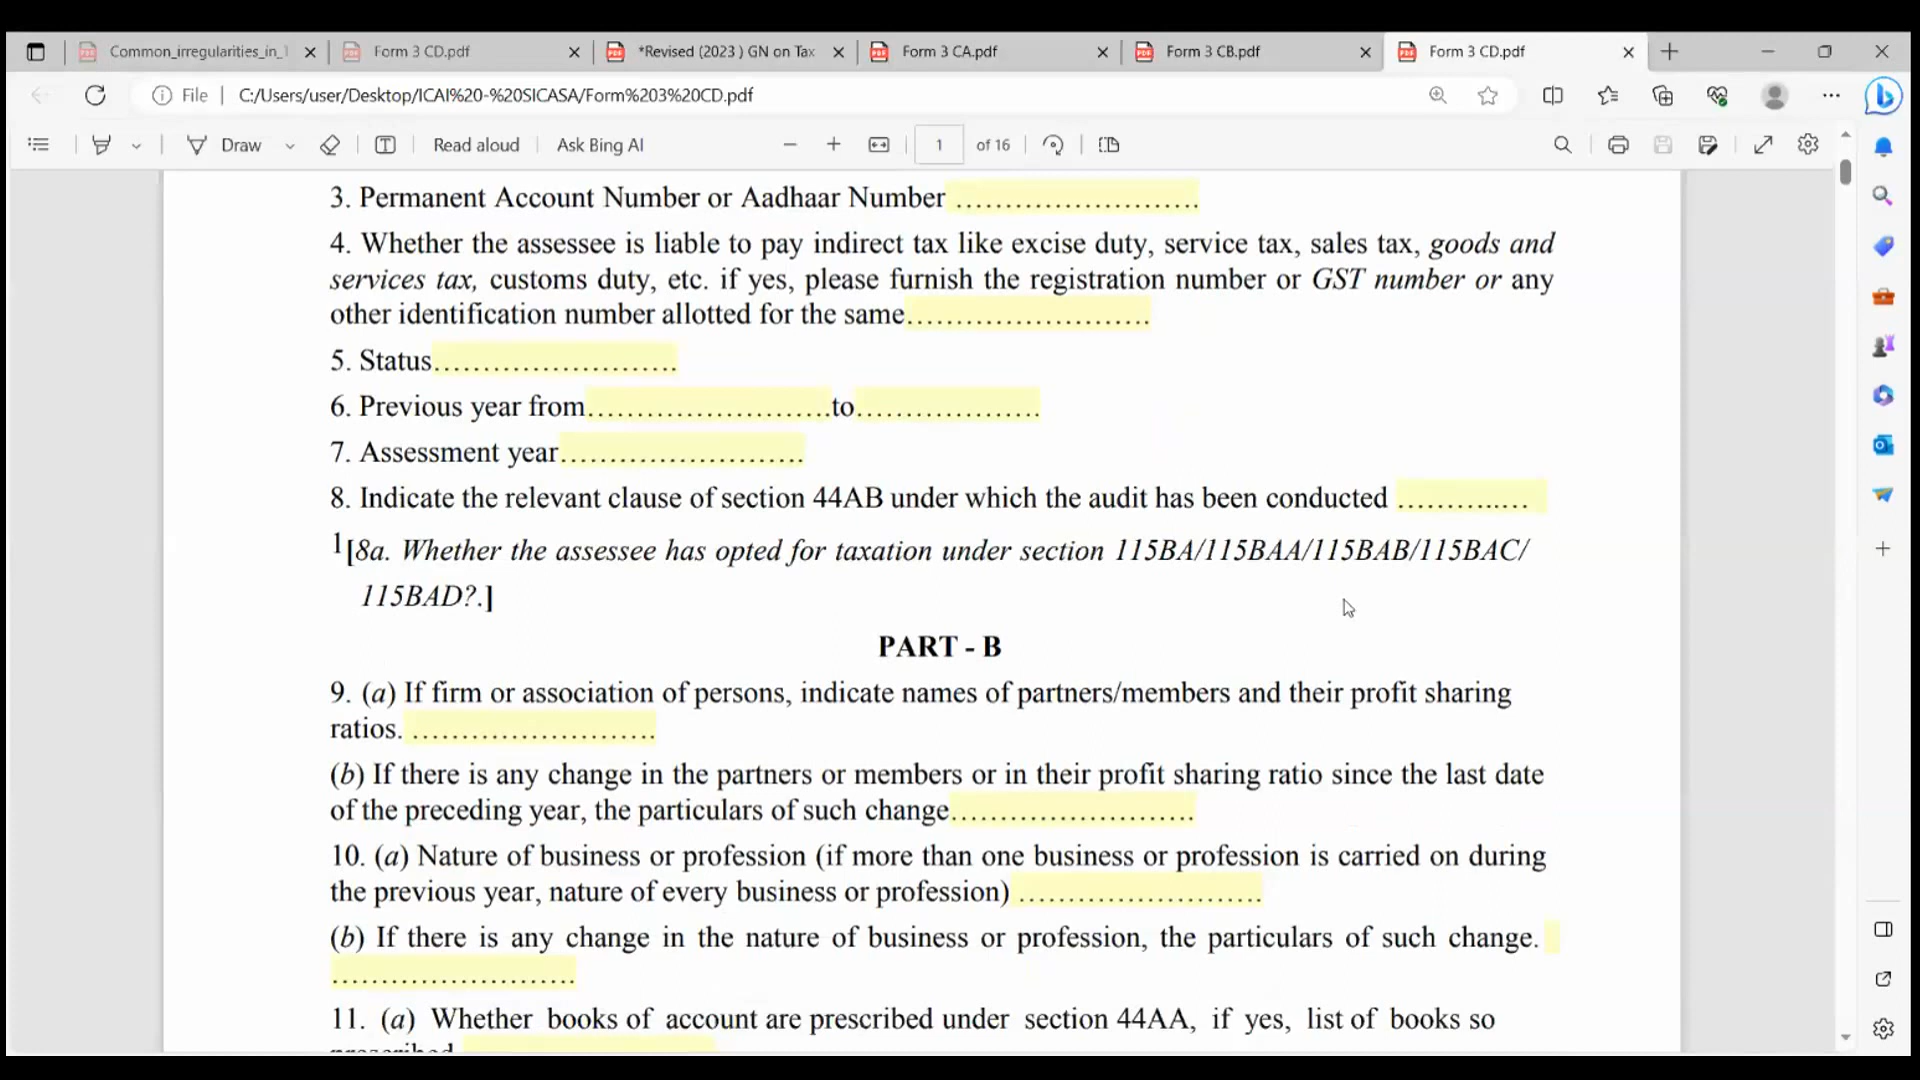 Common_irregularities_in_
Form 3 CD.pdf
*Revised (2023 ) GN on Tax
Form 3 CA.pdf
Form 3 CB.pdf
Form 3 CD.pdf
File
C:/Users/user/Desktop/ICAI%20-%20SICASA/Form%203%20CD.pdf
Draw
Read aloud
Ask Bing AI
1
of 16
3. Permanent Account Number or Aadhaar Number ……………………….
4. Whether the assessee is liable to pay indirect tax like excise duty, service tax, sales tax, goods and
services tax, customs duty, etc. if yes, please furnish the registration number or GST number or any
other identification number allotted for the same…………………….
5. Status…………………….
6. Previous year from…………………….to……………….
7. Assessment year…………………….
8. Indicate the relevant clause of section 44AB under which the audit has been conducted ………..…
1[8a. Whether the assessee has opted for taxation under section 115BA/115BAA/115BAB/115BAC/
115BAD?.]
PART - B
9. (a) If firm or association of persons, indicate names of partners/members and their profit sharing
ratios. …………………….
(b) If there is any change in the partners or members or in their profit sharing ratio since the last date
of the preceding year, the particulars of such change…………………….
10. (a) Nature of business or profession (if more than one business or profession is carried on during
the previous year, nature of every business or profession) …………………….
(b) If there is any change in the nature of business or profession, the particulars of such change.
…………………….
11. (a) Whether books of account are prescribed under section 44AA, if yes, list of books so
prescribed